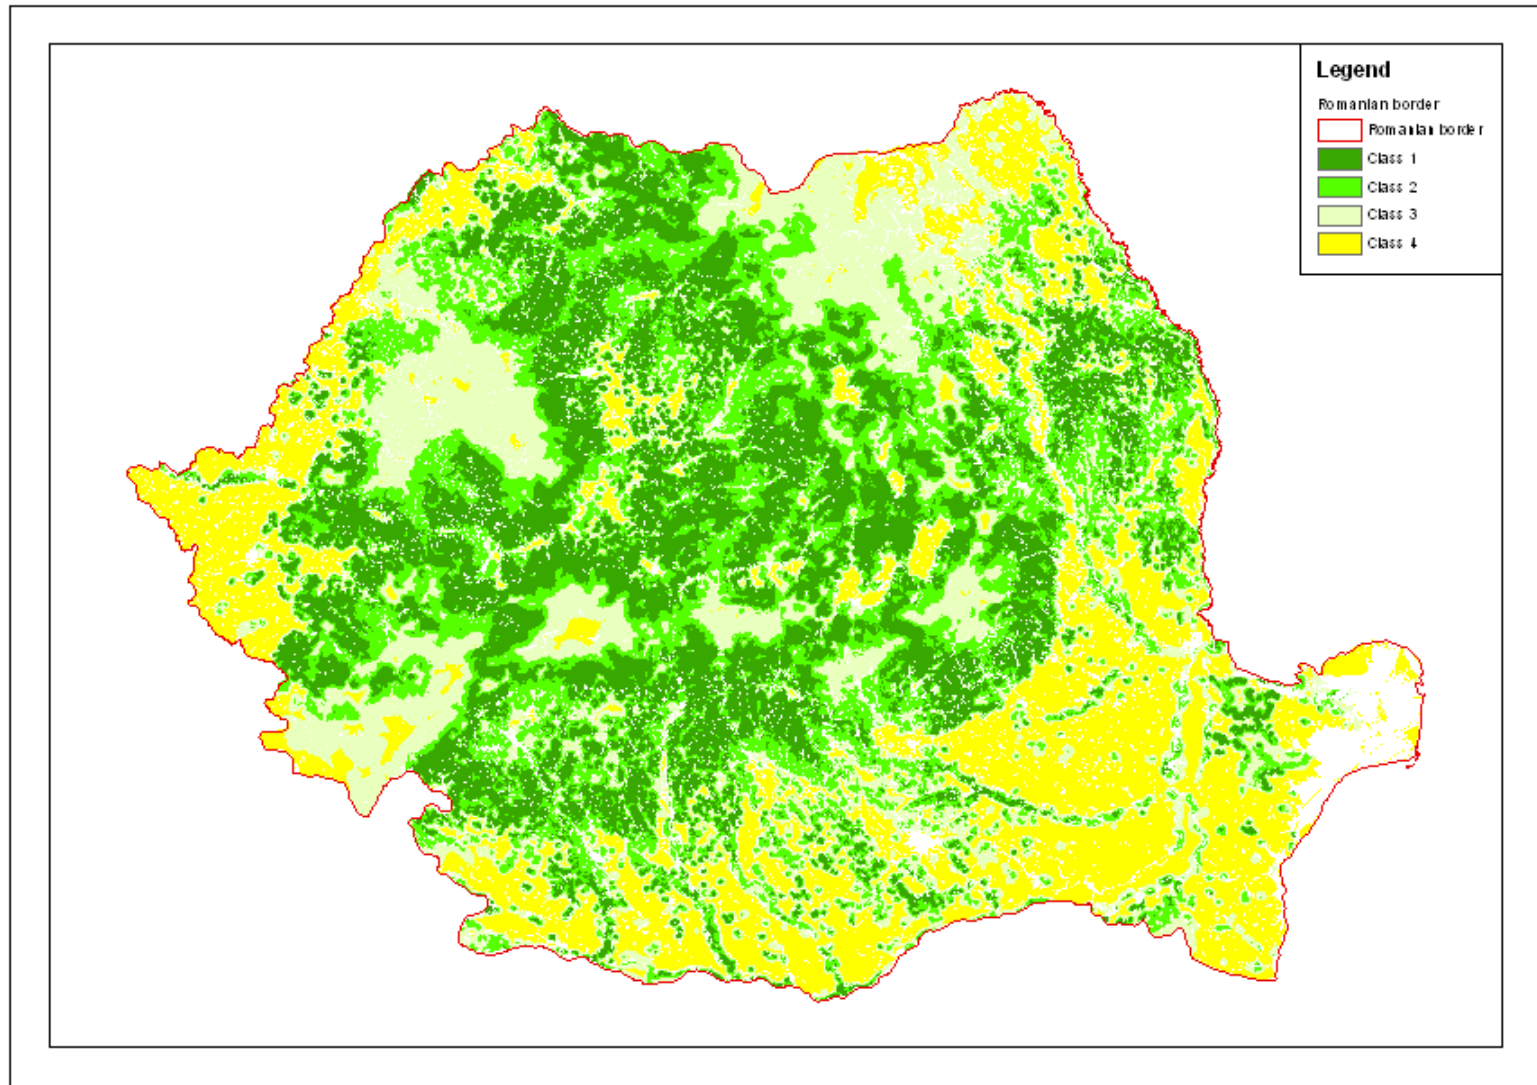 Legend
Romanian border
Romanian border
Class 1
Class 2
Class 3
Class 4